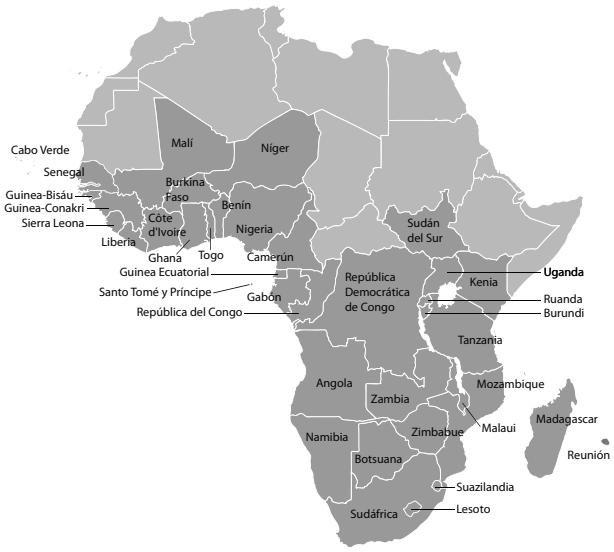 Malí
Níger
Cabo Verde
Senegal
Burkina
Faso
Guinea-Bisáu
Guinea-Conakri
Benín
Sierra Leona
Côte
d'Ivoire
Sudán
del Sur
Nigeria
Liberia
Ghana
Togo
Camerún
Guinea Ecuatorial
Uganda
República
Democrática
de Congo
Kenia
Santo Tomé y Príncipe
Gabón
Ruanda
República del Congo
Burundi
Tanzania
Angola
Mozambique
Zambia
Madagascar
Malaui
Zimbabue
Namibia
Reunión
Botsuana
Suazilandia
Lesoto
Sudáfrica